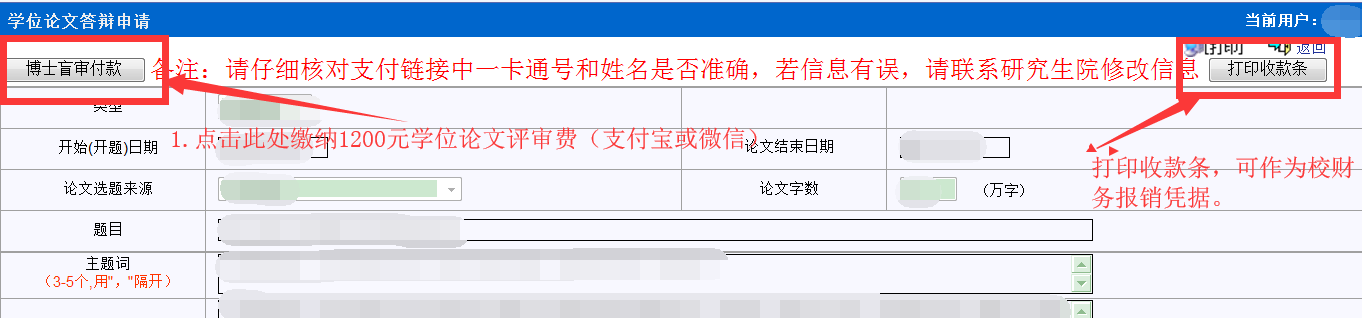 学位论文答辩申请
当前用户：
[打印] 返回
博士盲审付款
备注：请仔细核对支付链接中一卡通号和姓名是否准确，若信息有误，请联系研究生院修改信息
打印收款条
类型
1.点击此处缴纳1200元学位论文评审费（支付宝或微信）
开始(开题)日期
论文结束日期
打印收款条，可作为校财
务报销凭据。
论文选题来源
论文字数
（万字）
题目
主题词
（3-5个,用"，"隔开）